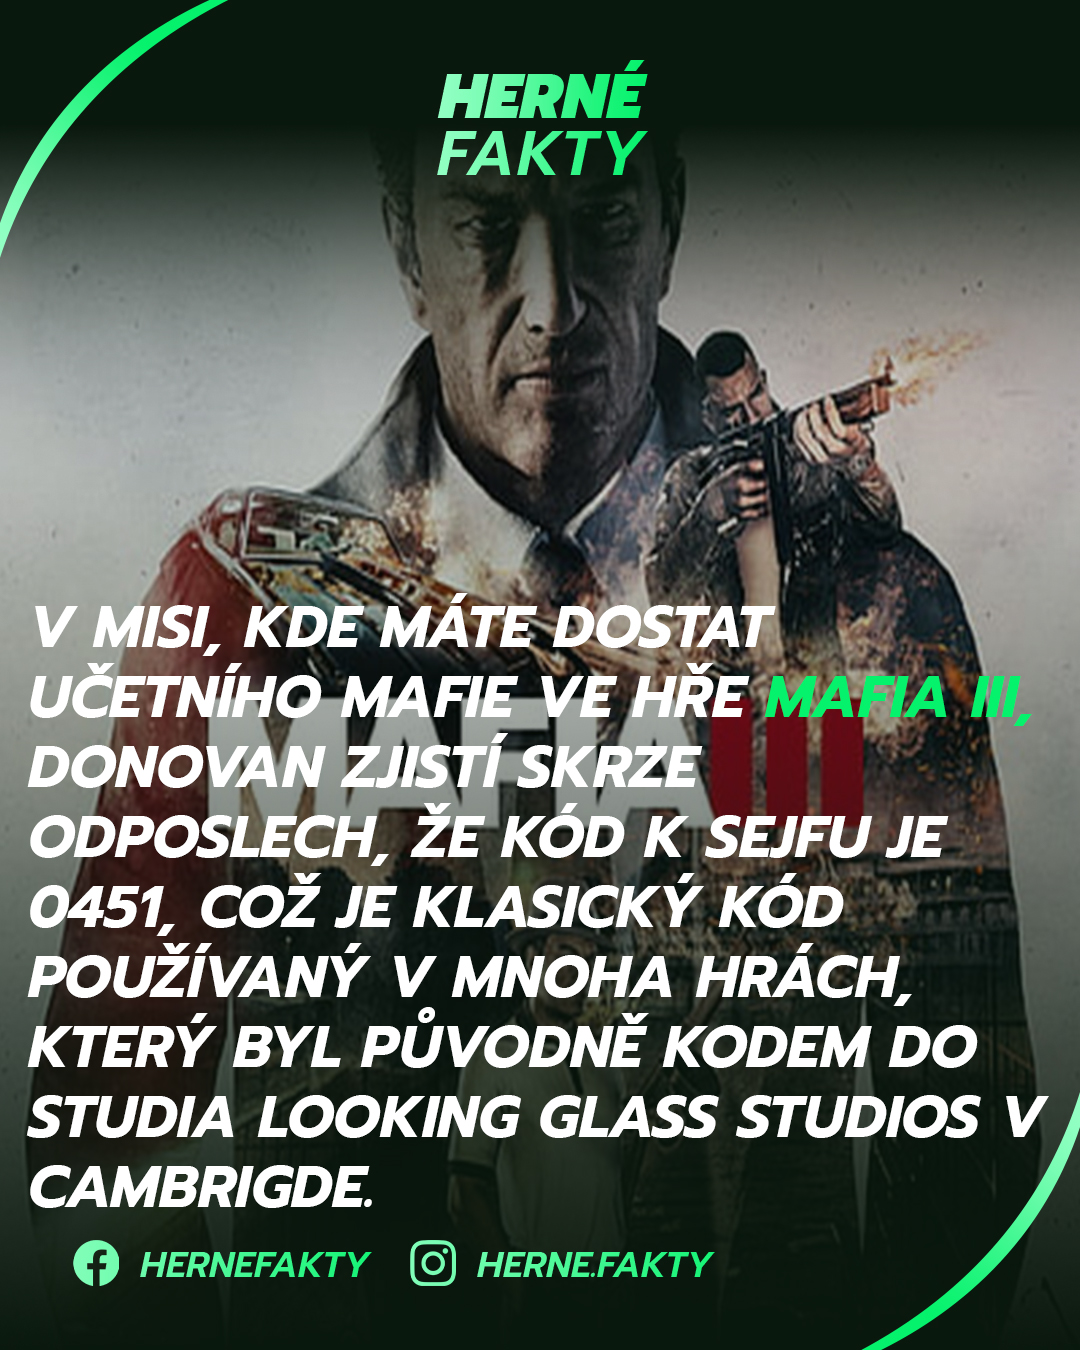 HERNÉ
FAKTY
V MISI, KDE MÁTE DOSTAT
UČETNÍHO MAFIE VE HŘE MAFIA III,
MAFIA III
DONOVAN ZJISTÍ SKRZE
ODPOSLECH, ŽE KÓD K SEJFU JE
0451, COŽ JE KLASICKÝ KÓD
POUŽÍVANÝ V MNOHA HRÁCH,
KTERÝ BYL PŮVODNĚ KODEM DO
STUDIA LOOKING GLASS STUDIOS V
CAMBRIGDE.
HERNEFAKTY HERNE.FAKTY